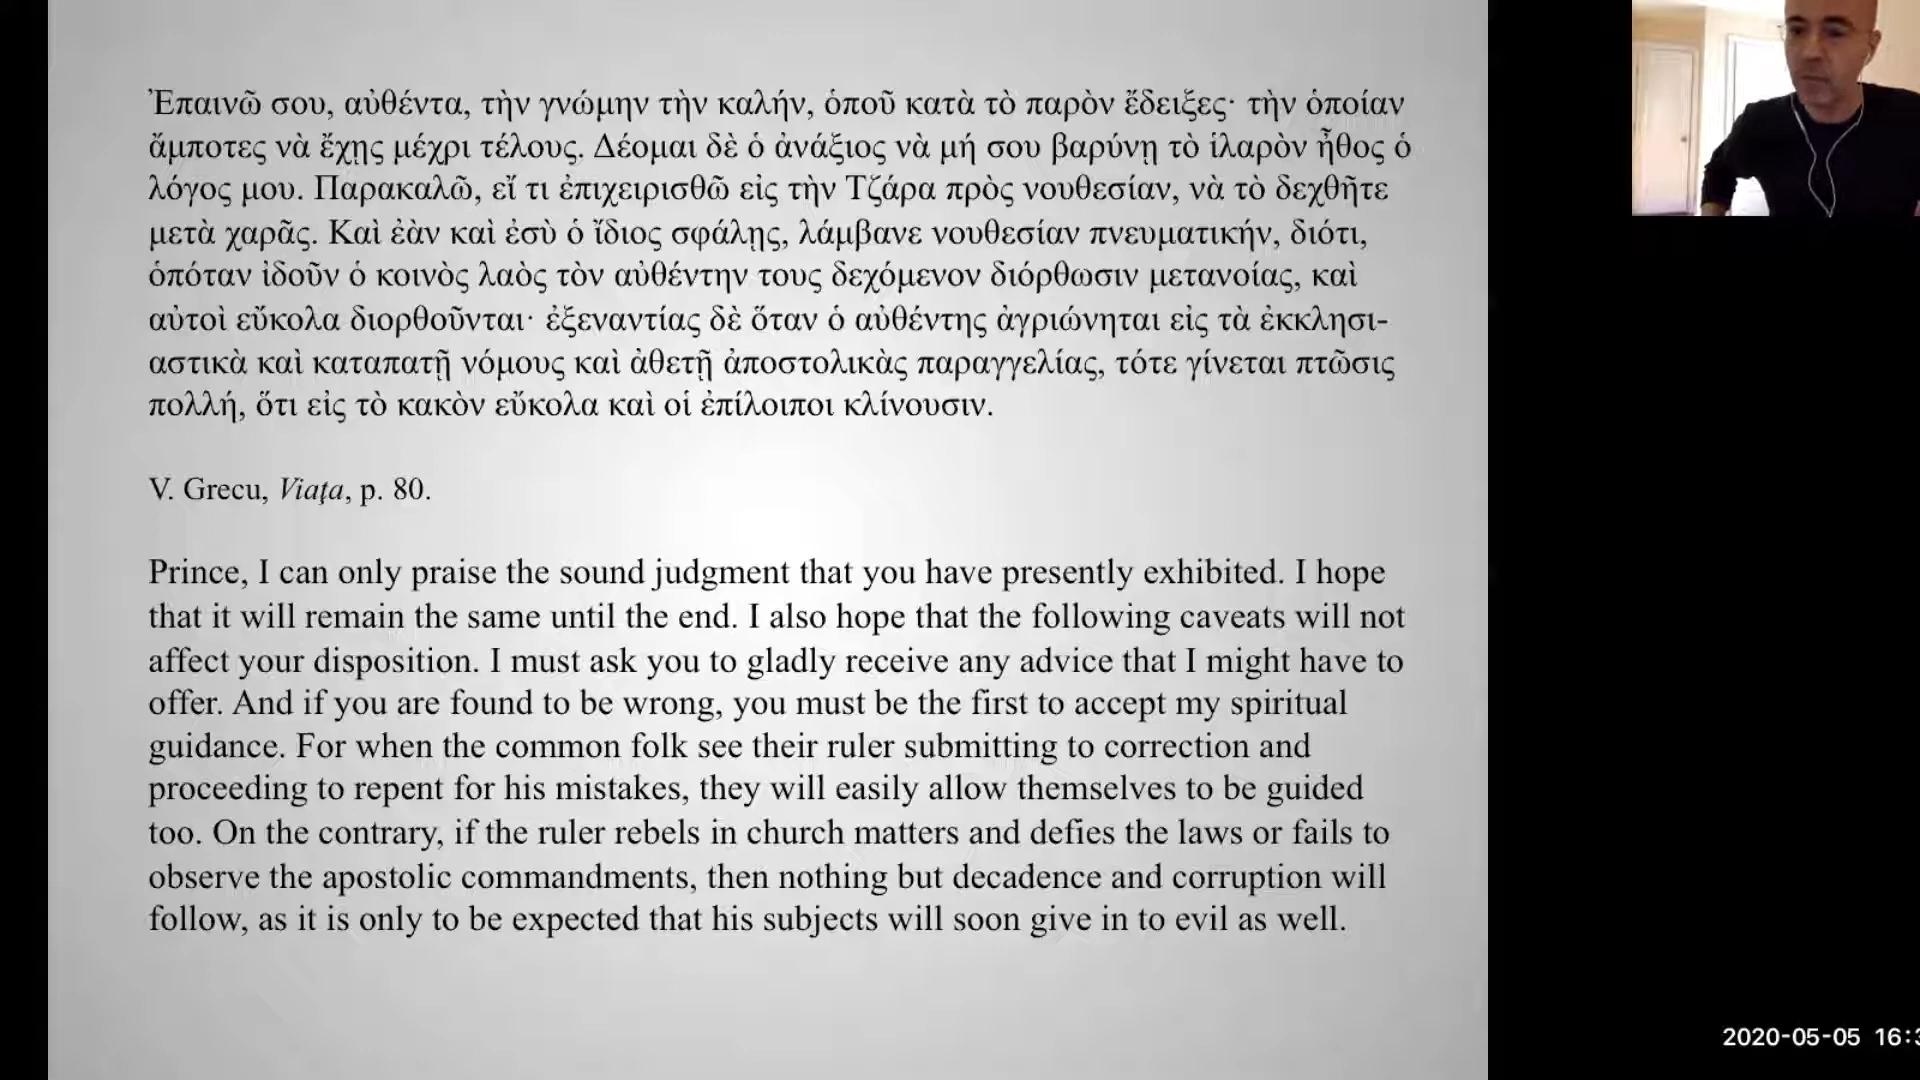 Ἐπαινῶ σου, αὐθέντα, τὴν γνώμην τὴν καλήν, ὁποῦ κατὰ τὸ παρὸν ἔδειξες· τὴν ὁποίαν
ἄμποτες νὰ ἔχῃς μέχρι τέλους. Δέομαι δὲ ὁ ἀνάξιος νὰ μή σου βαρύνῃ τὸ ἱλαρὸν ἦθος ὁ
λόγος μου. Παρακαλῶ, εἴ τι ἐπιχειρισθῶ εἰς τὴν Τζάρα πρὸς νουθεσίαν, νὰ τὸ δεχθῆτε
μετὰ χαρᾶς. Καὶ ἐὰν καὶ ἐσὺ ὁ ἴδιος σφάλῃς, λάμβανε νουθεσίαν πνευματικήν, διότι,
ὁπόταν ἰδοῦν ὁ κοινὸς λαὸς τὸν αὐθέντην τους δεχόμενον διόρθωσιν μετανοίας, καὶ
αὐτοὶ εὔκολα διορθοῦνται· ἐξεναντίας δὲ ὅταν ὁ αὐθέντης ἀγριώνηται εἰς τὰ ἐκκλησι-
αστικὰ καὶ καταπατῇ νόμους καὶ ἀθετῇ ἀποστολικὰς παραγγελίας, τότε γίνεται πτῶσις
πολλή, ὅτι εἰς τὸ κακὸν εὔκολα καὶ οἱ ἐπίλοιποι κλίνουσιν.
V. Grecu, Viaţa, p. 80.
Prince, I can only praise the sound judgment that you have presently exhibited. I hope
that it will remain the same until the end. I also hope that the following caveats will not
affect your disposition. I must ask you to gladly receive any advice that I might have to
offer. And if you are found to be wrong, you must be the first to accept my spiritual
guidance. For when the common folk see their ruler submitting to correction and
proceeding to repent for his mistakes, they will easily allow themselves to be guided
too. On the contrary, if the ruler rebels in church matters and defies the laws or fails to
observe the apostolic commandments, then nothing but decadence and corruption will
follow, as it is only to be expected that his subjects will soon give in to evil as well.
2020-05-05 16:3